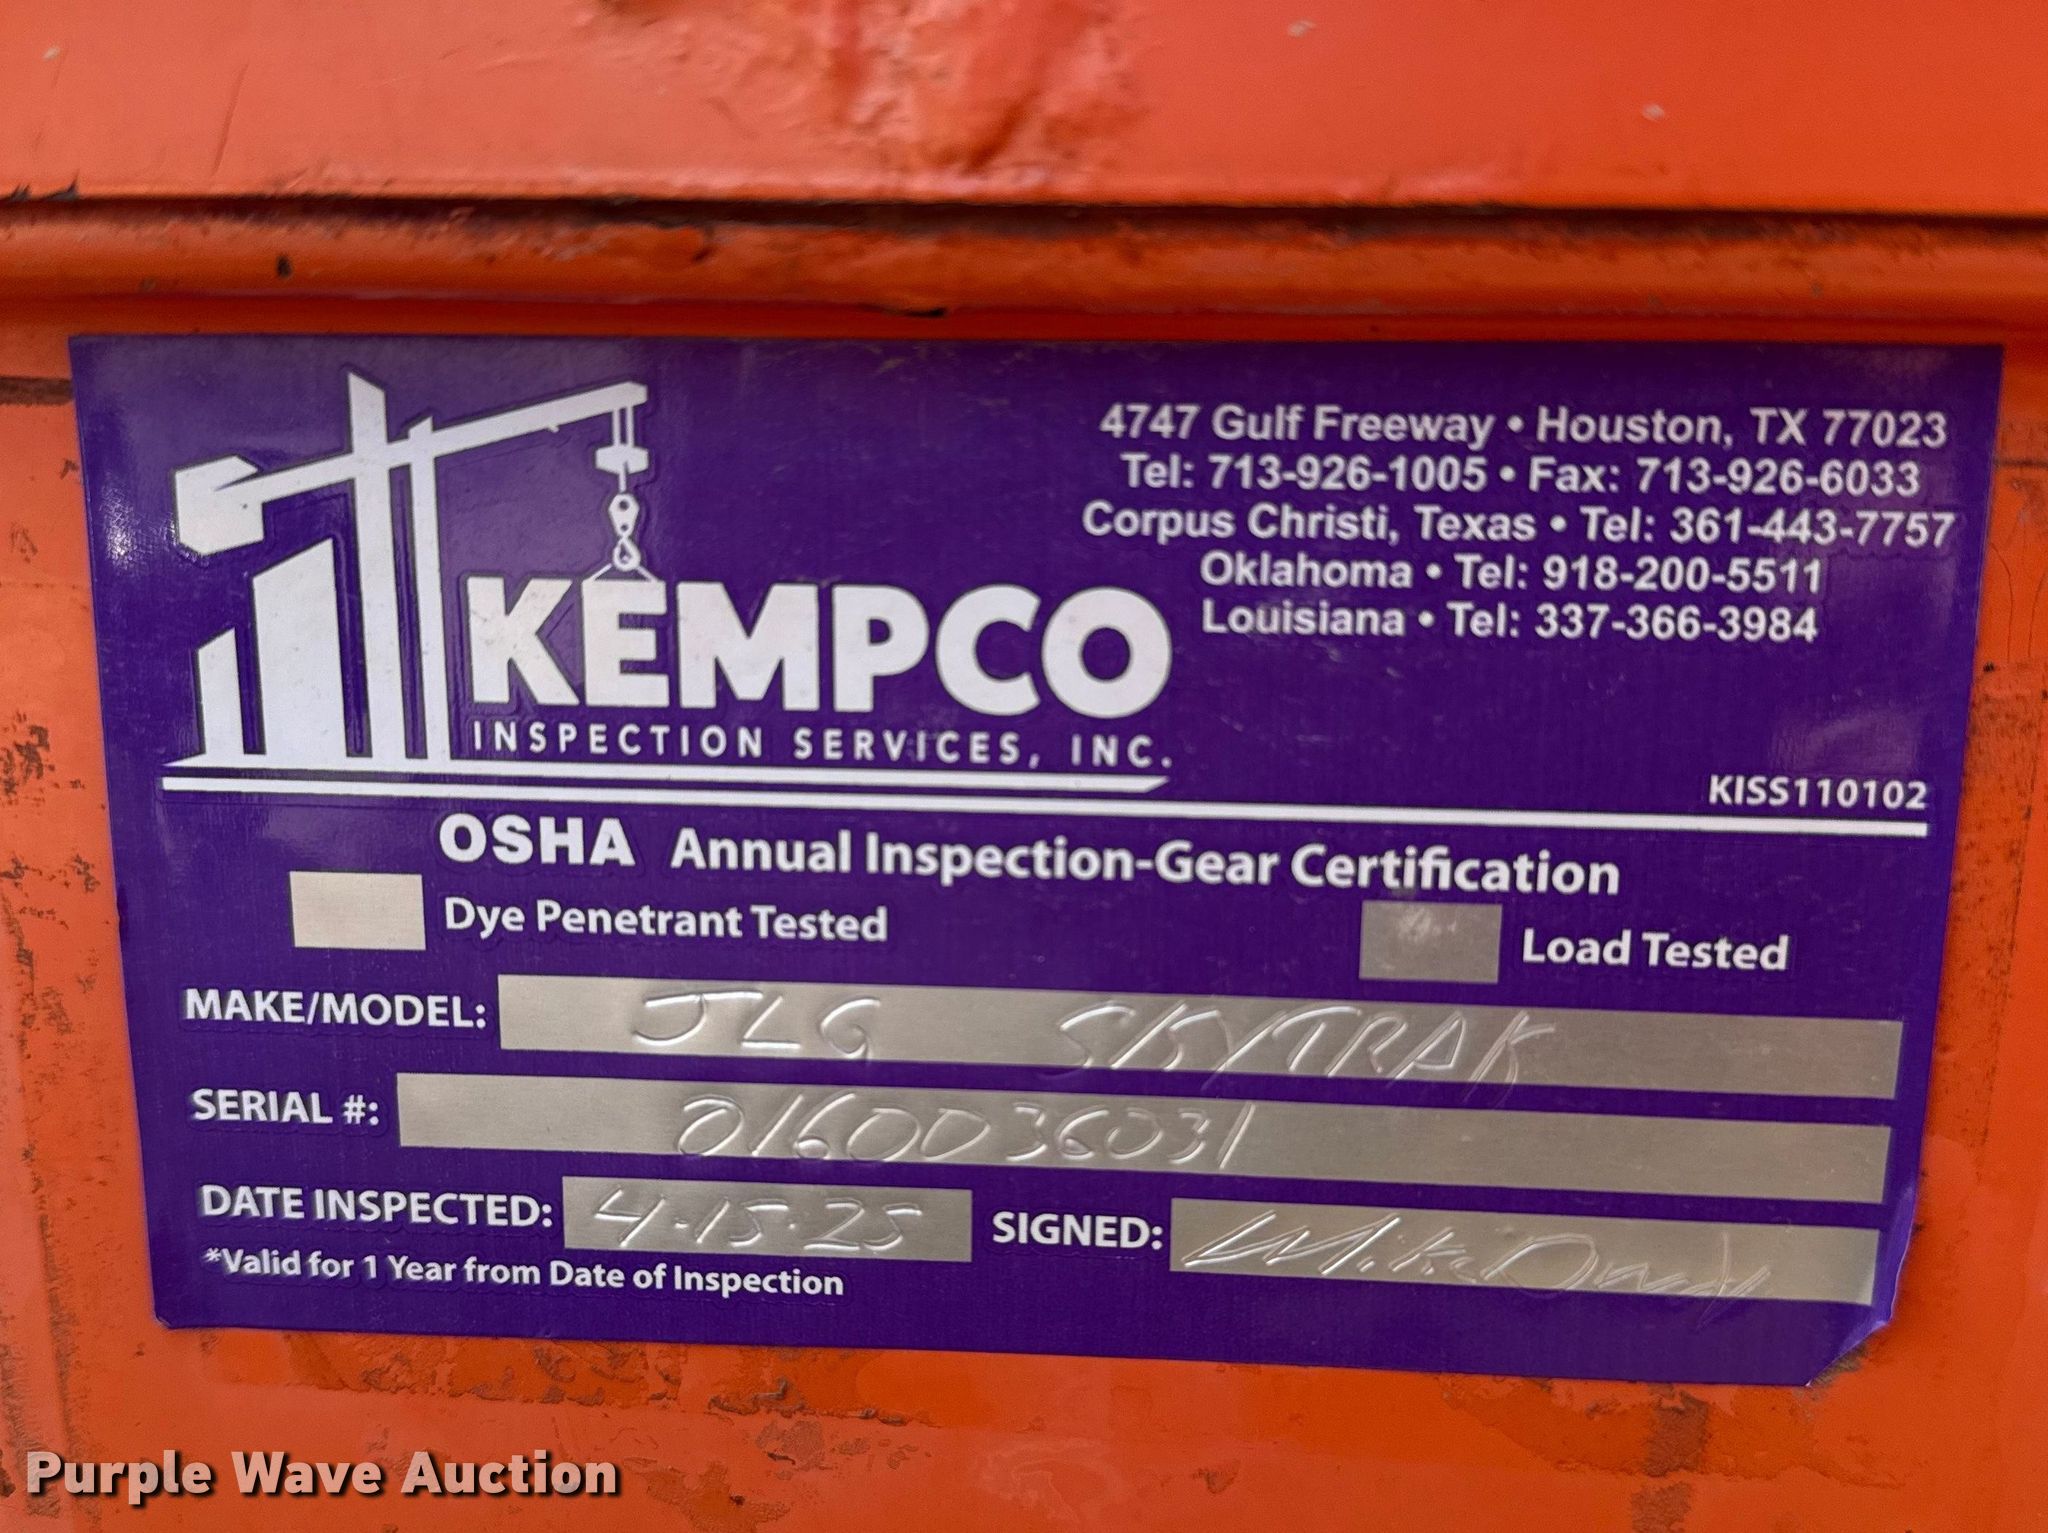 4747 Gulf Freeway • Houston, TX 77023
Tel: 713-926-1005 • Fax: 713-926-6033
Corpus Christi, Texas • Tel: 361-443-7757
Oklahoma • Tel: 918-200-5511
Louisiana • Tel: 337-366-3984
KEMPCO
INSPECTION SERVICES, INC.
KISS110102
OSHA Annual Inspection-Gear Certification
Dye Penetrant Tested
Load Tested
MAKE/MODEL: JLG SKYTRAK
SERIAL #: 0160036031
DATE INSPECTED: 4.15.25 SIGNED: Mike
*Valid for 1 Year from Date of Inspection
Purple Wave Auction